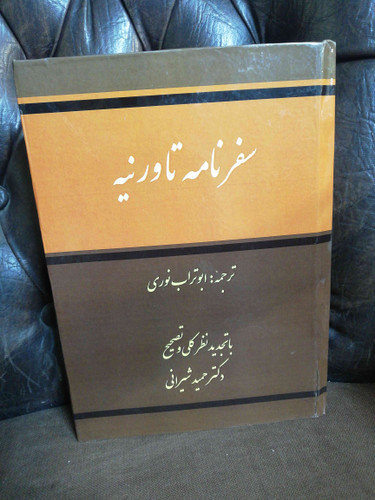 سفرنامه تاورنیه
ترجمهٔ: ابوتراب نوری
با تجدید نظر کلی و تصحیح
دکتر حمید شیرانی